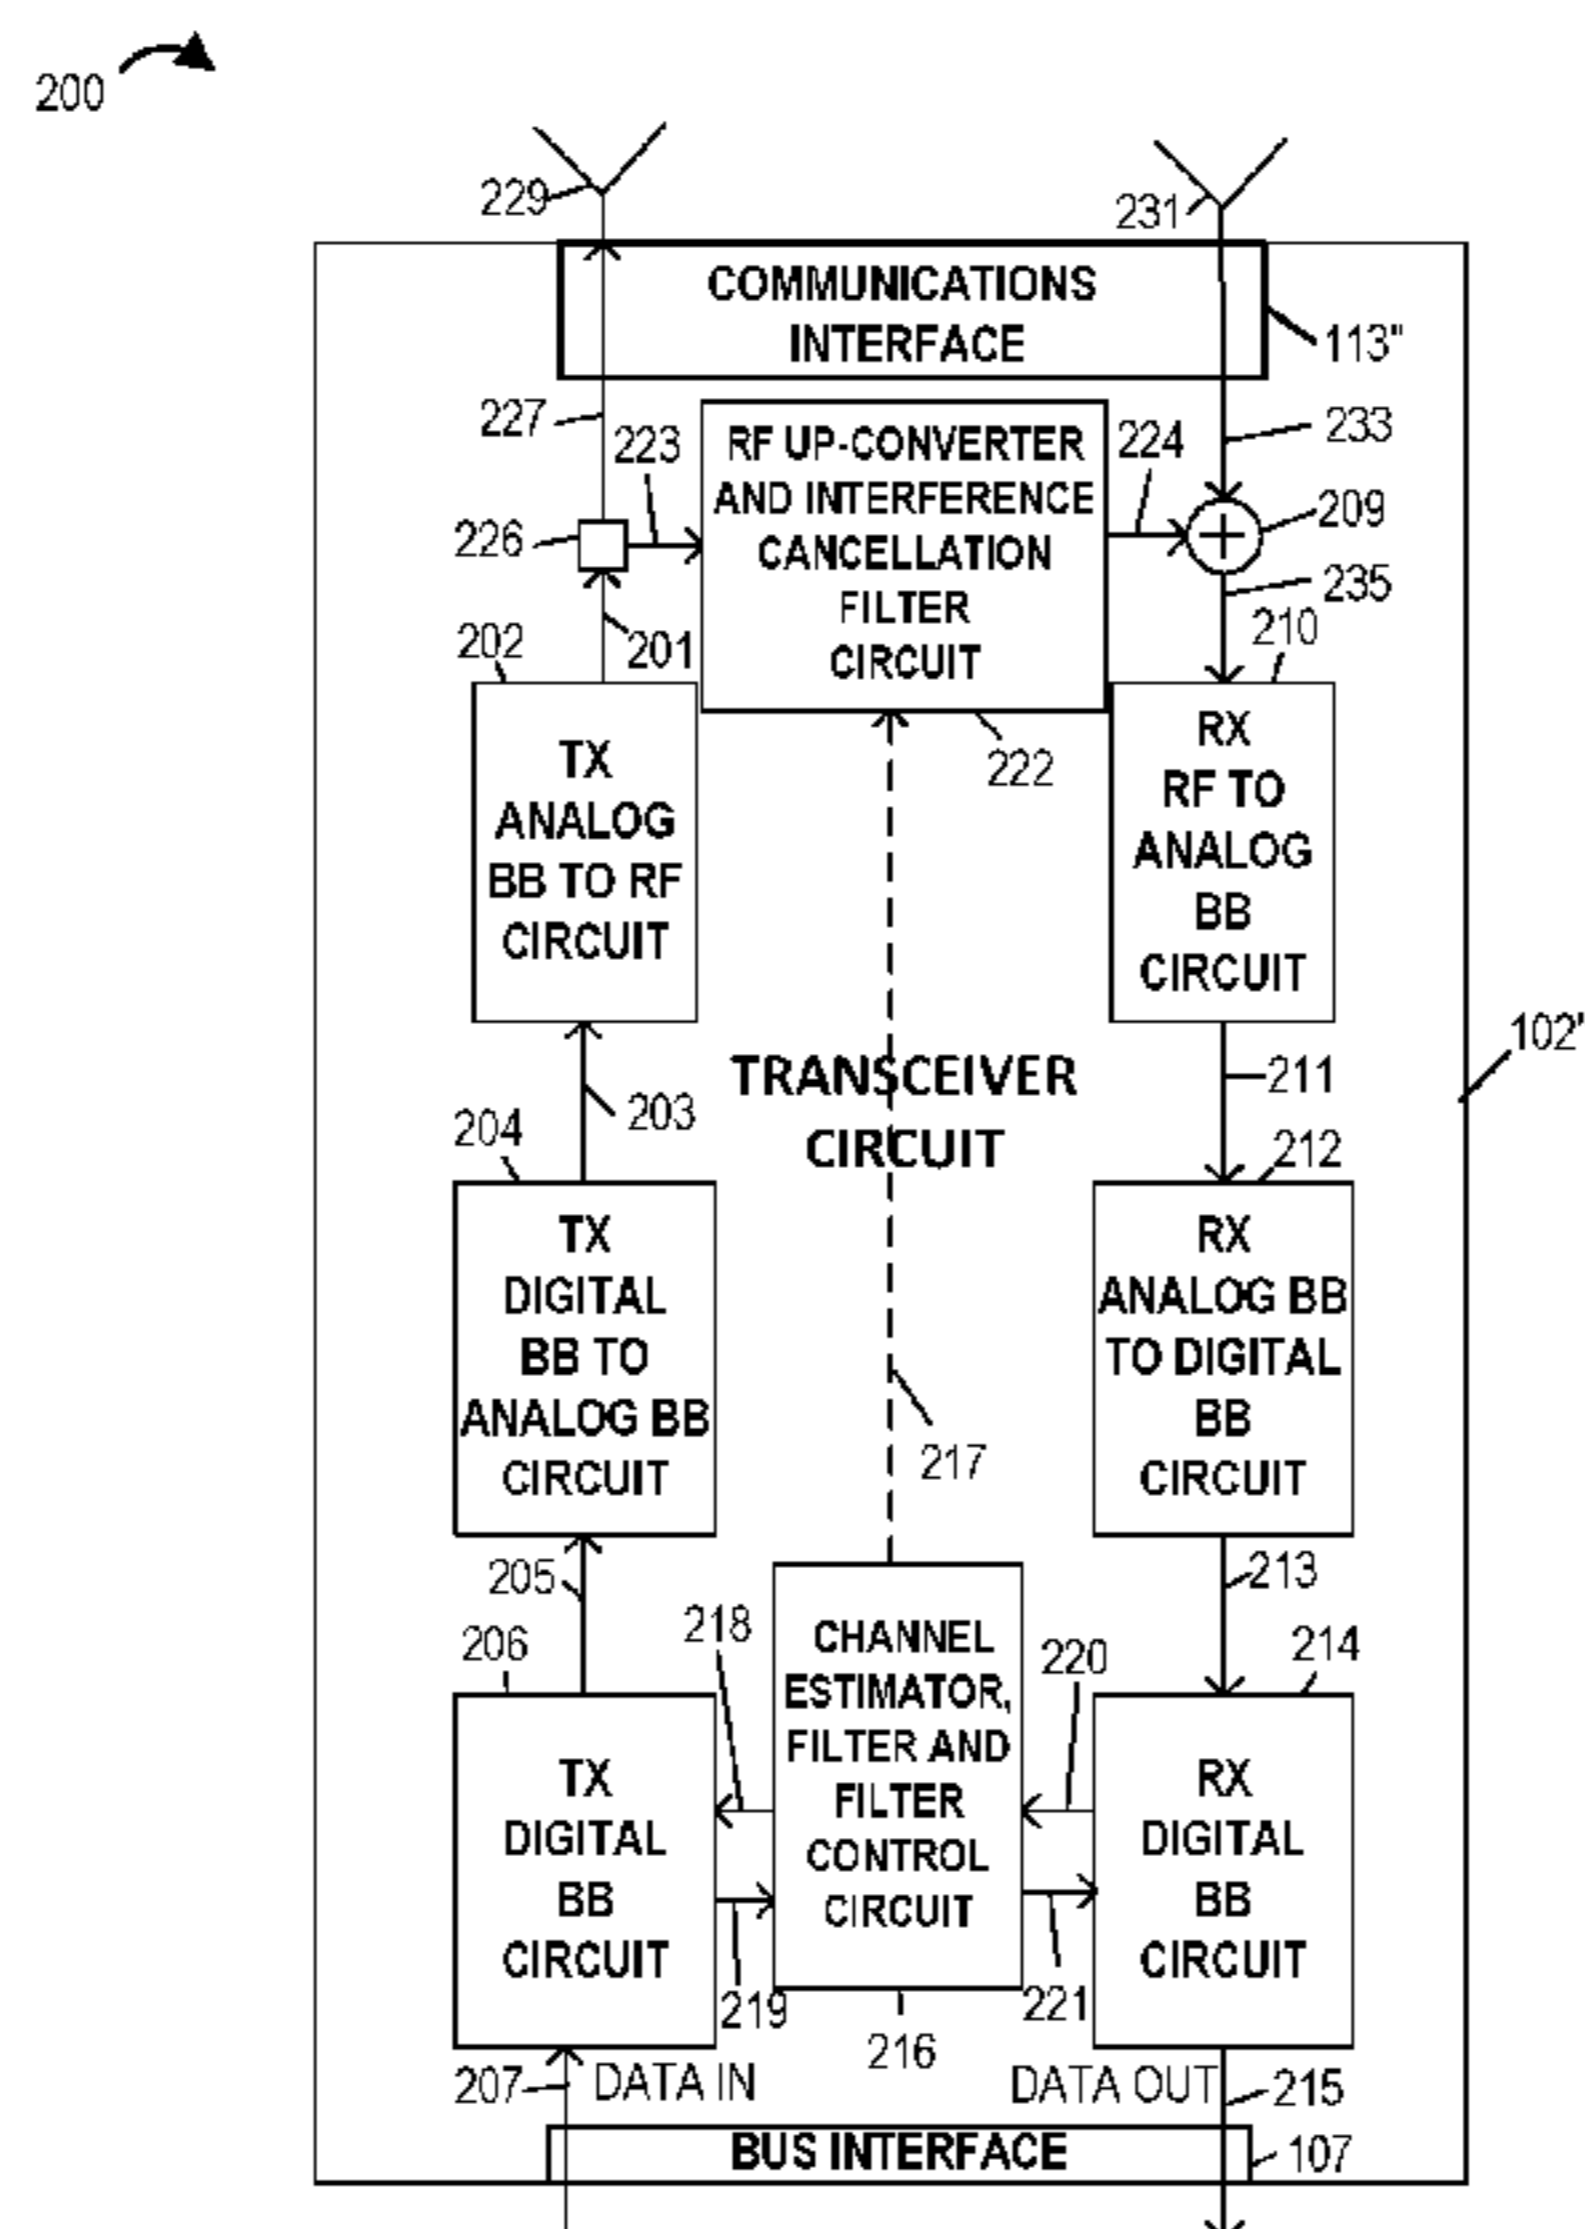 200
229
231
COMMUNICATIONS
INTERFACE
113"
227
223
RF UP-CONVERTER
AND INTERFERENCE
CANCELLATION
FILTER
CIRCUIT
224
233
226
209
235
202
201
210
222
TX
ANALOG
BB TO RF
CIRCUIT
RX
RF TO
ANALOG
BB
CIRCUIT
102'
TRANSCEIVER
CIRCUIT
203
211
204
212
TX
DIGITAL
BB TO
ANALOG BB
CIRCUIT
RX
ANALOG BB
TO DIGITAL
BB
CIRCUIT
217
205
213
206
218
220
214
TX
DIGITAL
BB
CIRCUIT
CHANNEL
ESTIMATOR,
FILTER AND
FILTER
CONTROL
CIRCUIT
RX
DIGITAL
BB
CIRCUIT
219
221
216
207
DATA IN
DATA OUT
215
BUS INTERFACE
107